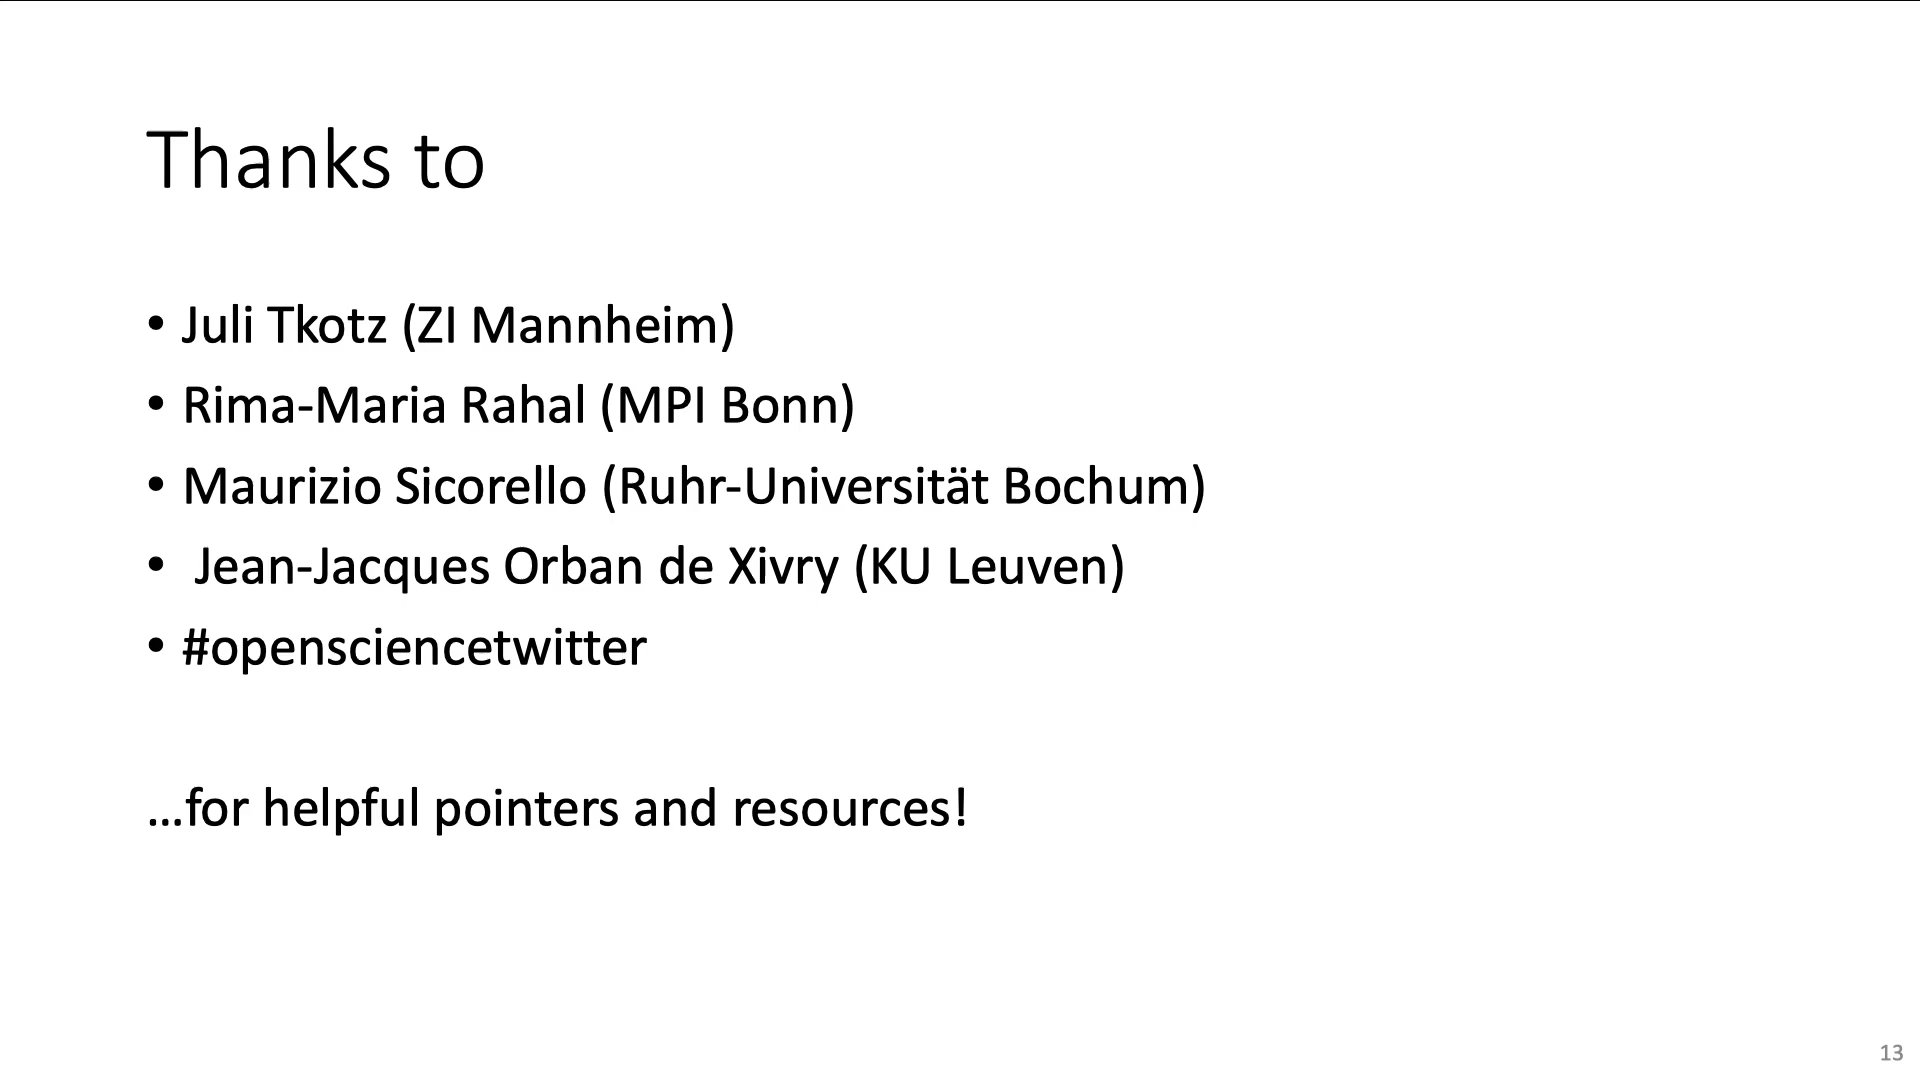 Thanks to
• Juli Tkotz (ZI Mannheim)
• Rima-Maria Rahal (MPI Bonn)
• Maurizio Sicorello (Ruhr-Universität Bochum)
• Jean-Jacques Orban de Xivry (KU Leuven)
• #opensciencetwitter
…for helpful pointers and resources!
13